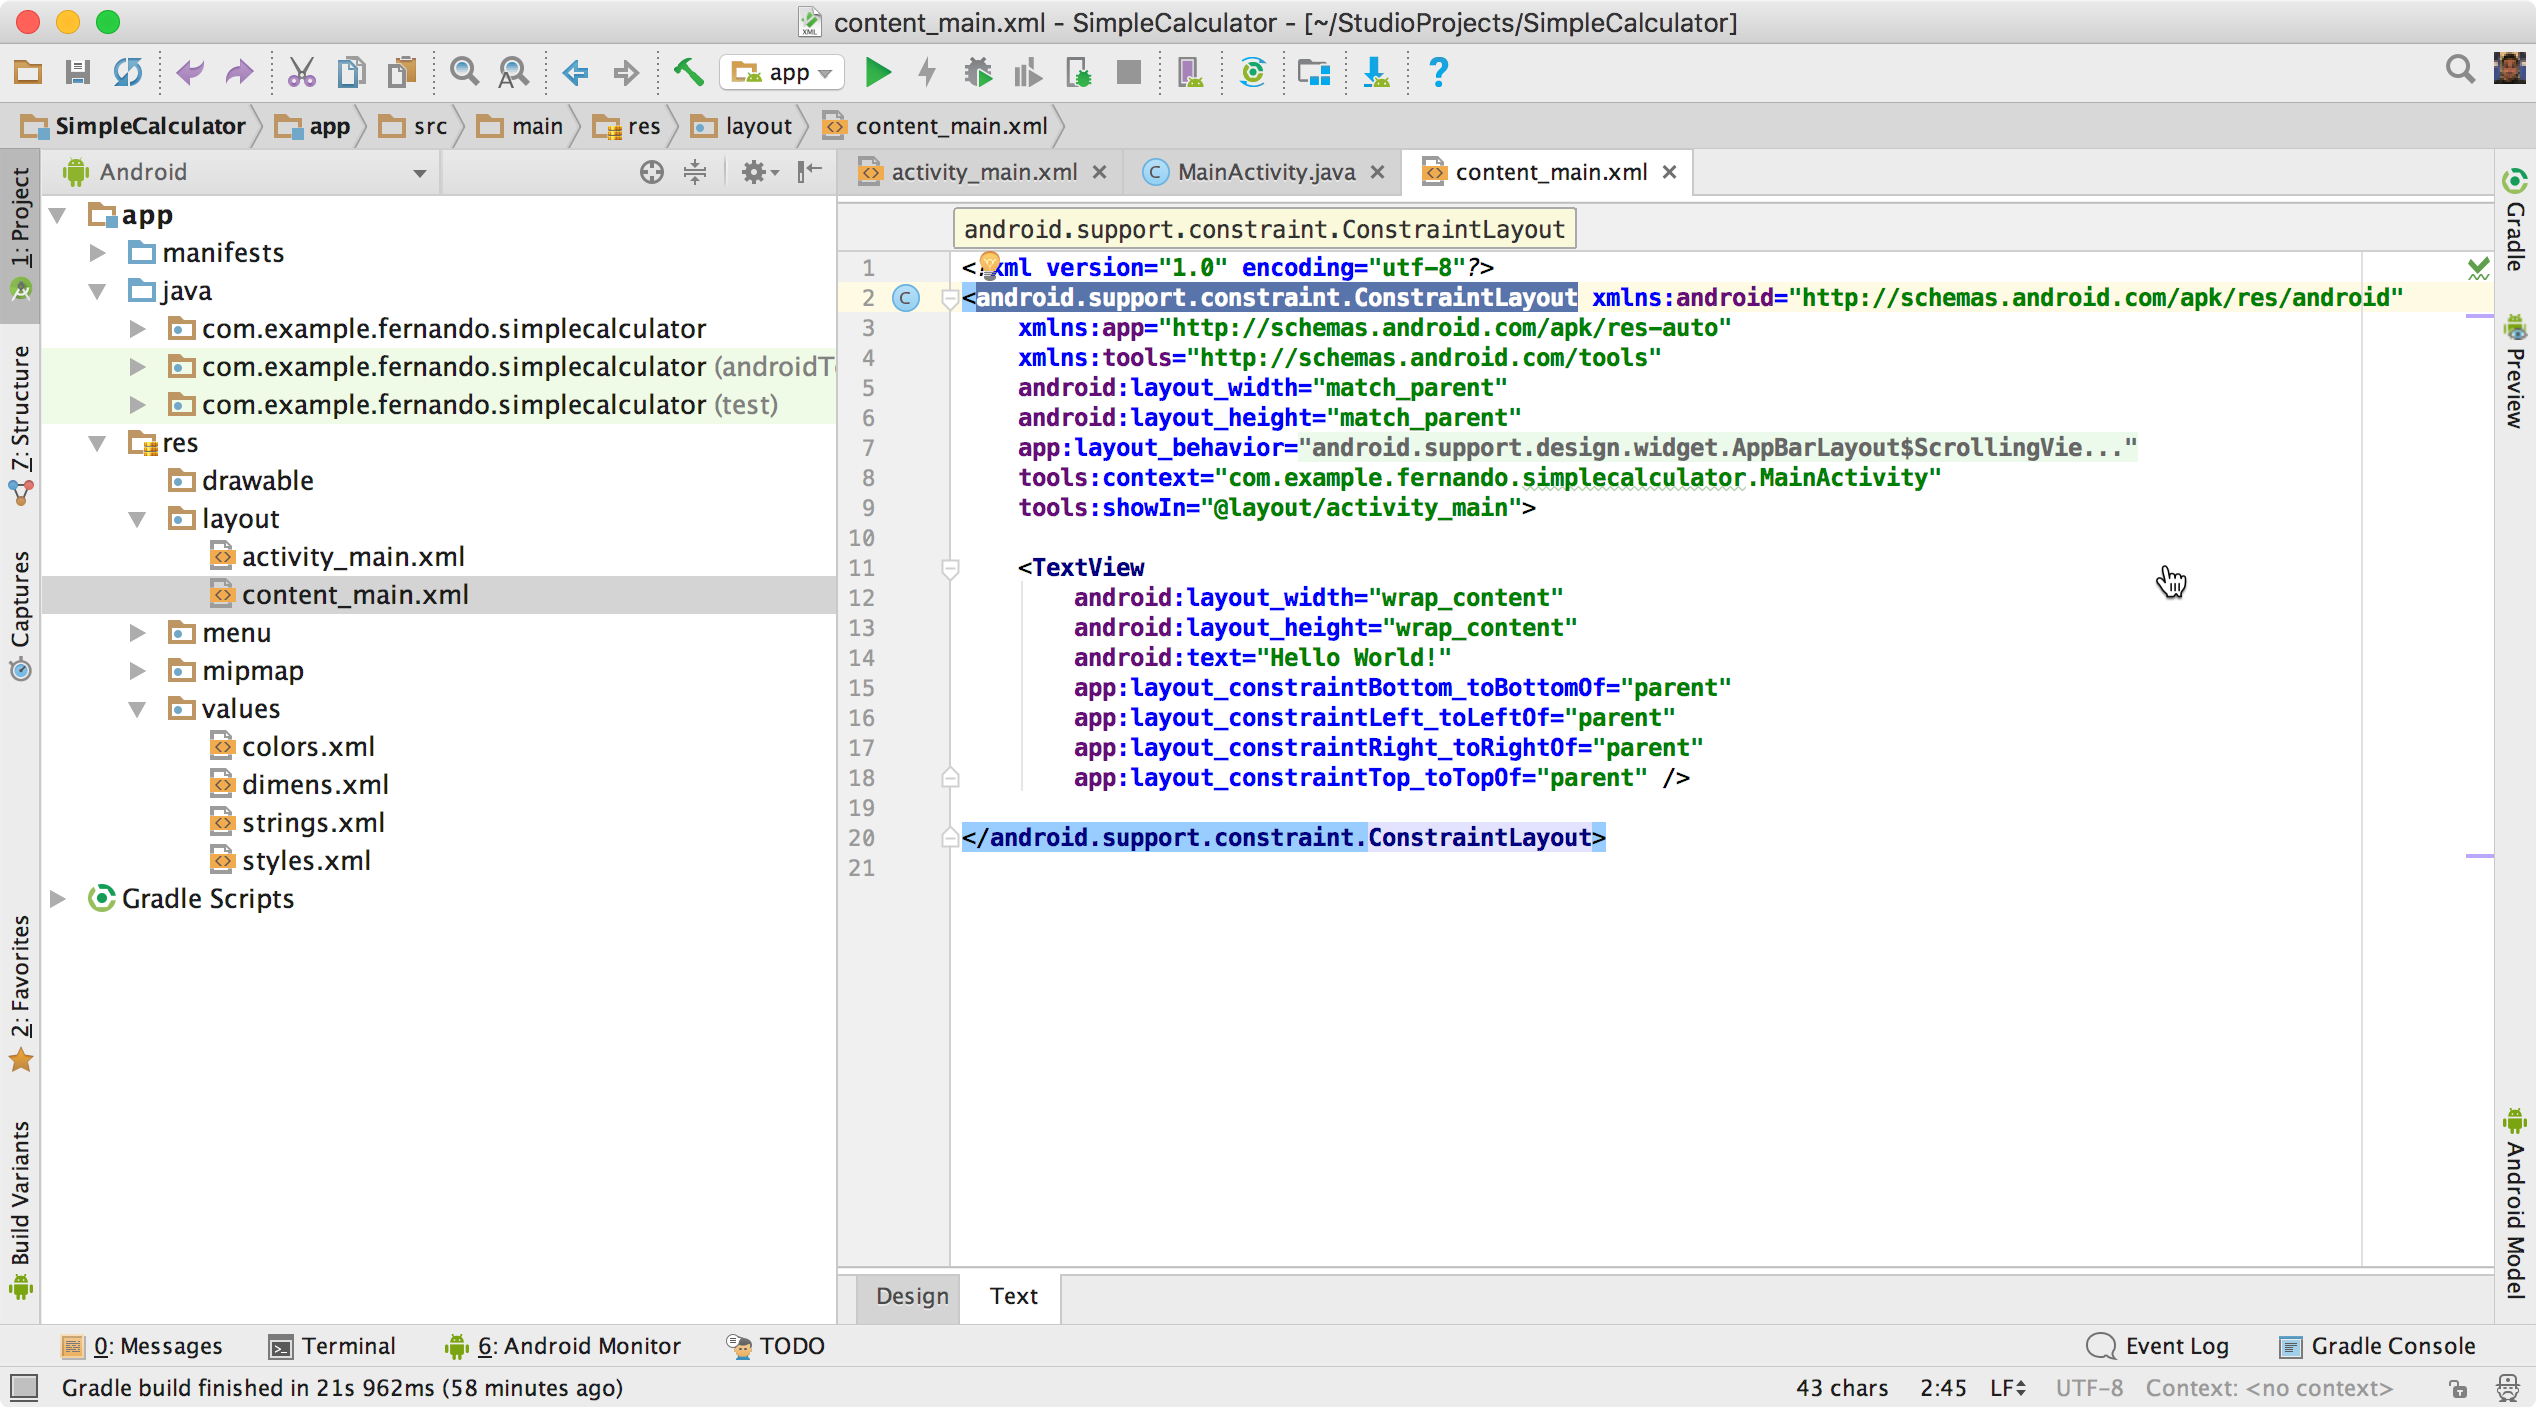 content_main.xml - SimpleCalculator - [~/StudioProjects/SimpleCalculator]
app
SimpleCalculator app src main res layout content_main.xml
Android
activity_main.xml MainActivity.java content_main.xml
1: Project
7: Structure
Captures
2: Favorites
Build Variants
app
manifests
java
com.example.fernando.simplecalculator
com.example.fernando.simplecalculator (androidT
com.example.fernando.simplecalculator (test)
res
drawable
layout
activity_main.xml
content_main.xml
menu
mipmap
values
colors.xml
dimens.xml
strings.xml
styles.xml
Gradle Scripts
android.support.constraint.ConstraintLayout
1 <?xml version="1.0" encoding="utf-8"?>
2 <android.support.constraint.ConstraintLayout xmlns:android="http://schemas.android.com/apk/res/android"
3 xmlns:app="http://schemas.android.com/apk/res-auto"
4 xmlns:tools="http://schemas.android.com/tools"
5 android:layout_width="match_parent"
6 android:layout_height="match_parent"
7 app:layout_behavior="android.support.design.widget.AppBarLayout$ScrollingVie..."
8 tools:context="com.example.fernando.simplecalculator.MainActivity"
9 tools:showIn="@layout/activity_main">
10
11 <TextView
12 android:layout_width="wrap_content"
13 android:layout_height="wrap_content"
14 android:text="Hello World!"
15 app:layout_constraintBottom_toBottomOf="parent"
16 app:layout_constraintLeft_toLeftOf="parent"
17 app:layout_constraintRight_toRightOf="parent"
18 app:layout_constraintTop_toTopOf="parent" />
19
20 </android.support.constraint.ConstraintLayout>
21
Gradle
Preview
Android Model
Design Text
0: Messages Terminal 6: Android Monitor TODO Event Log Gradle Console
Gradle build finished in 21s 962ms (58 minutes ago) 43 chars 2:45 LF UTF-8 Context: <no context>